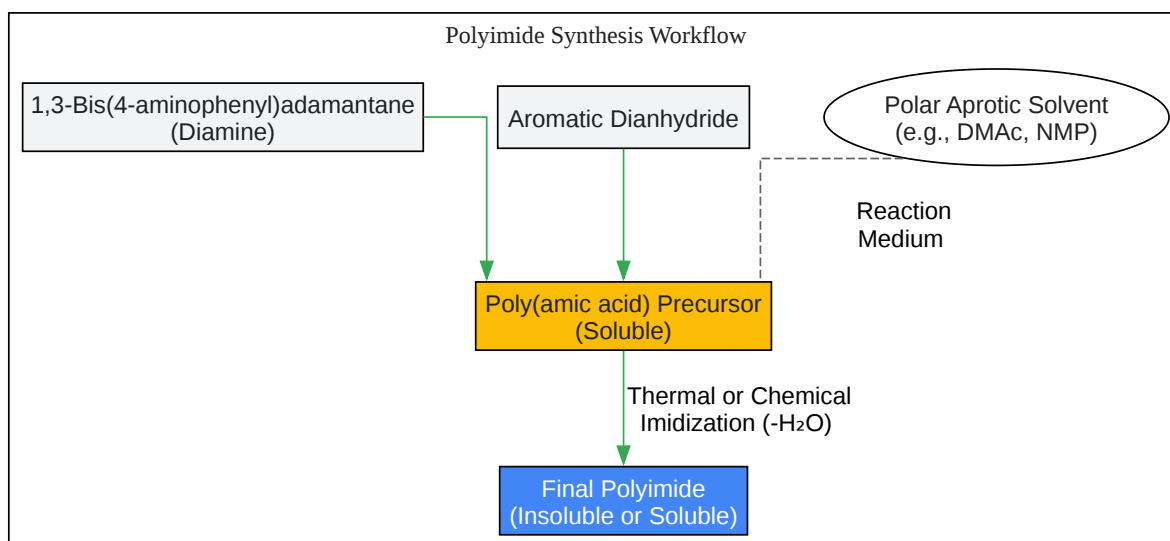 Polyimide Synthesis Workflow
1,3-Bis(4-aminophenyl)adamantane
(Diamine)
Aromatic Dianhydride
Polar Aprotic Solvent
(e.g., DMAc, NMP)
Reaction
Medium
Poly(amic acid) Precursor
(Soluble)
Thermal or Chemical
Imidization (-H₂O)
Final Polyimide
(Insoluble or Soluble)